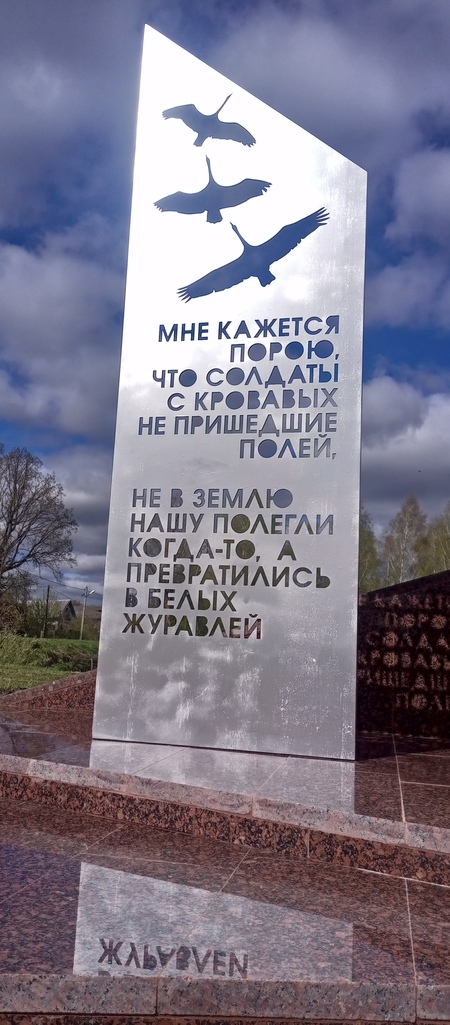 МНЕ КАЖЕТСЯ
ПОРОЮ,
ЧТО СОЛДАТЫ
С КРОВАВЫХ
НЕ ПРИШЕДШИЕ
ПОЛЕЙ,
НЕ В ЗЕМЛЮ
НАШУ ПОЛЕГЛИ
КОГДА-ТО, А
ПРЕВРАТИЛИСЬ
В БЕЛЫХ
ЖУРАВЛЕЙ